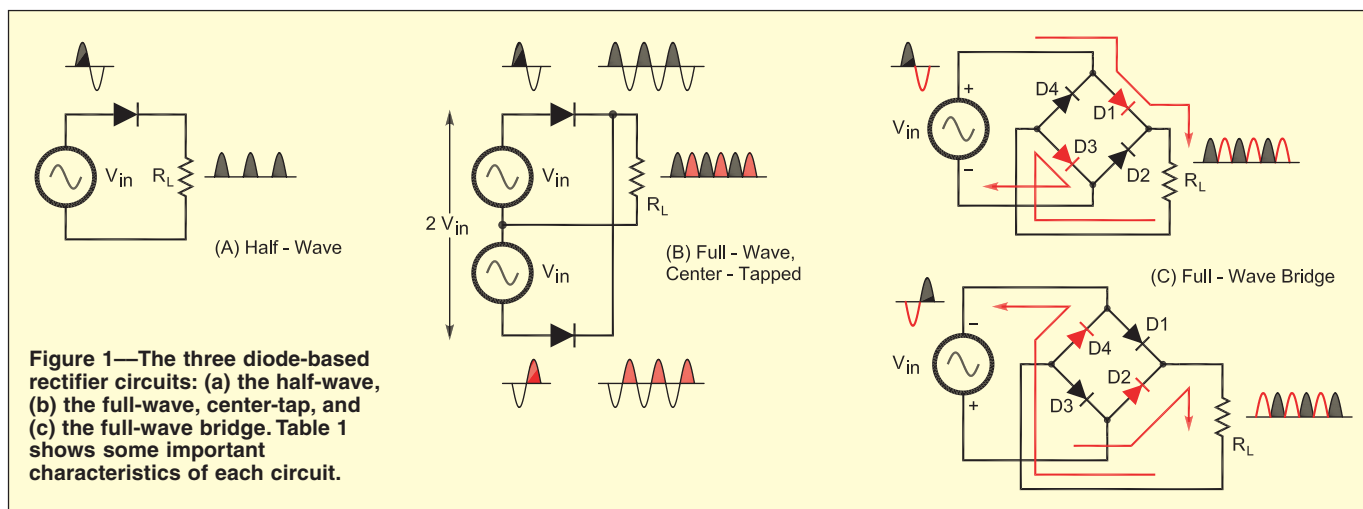 Vin
RL
(A) Half - Wave
2 Vin
Vin
Vin
RL
(B) Full - Wave,
Center - Tapped
+
Vin
−
D4
D1
D3
D2
RL
(C) Full - Wave Bridge
−
Vin
+
D1
D4
D2
D3
RL
Figure 1—The three diode-based
rectifier circuits: (a) the half-wave,
(b) the full-wave, center-tap, and
(c) the full-wave bridge. Table 1
shows some important
characteristics of each circuit.